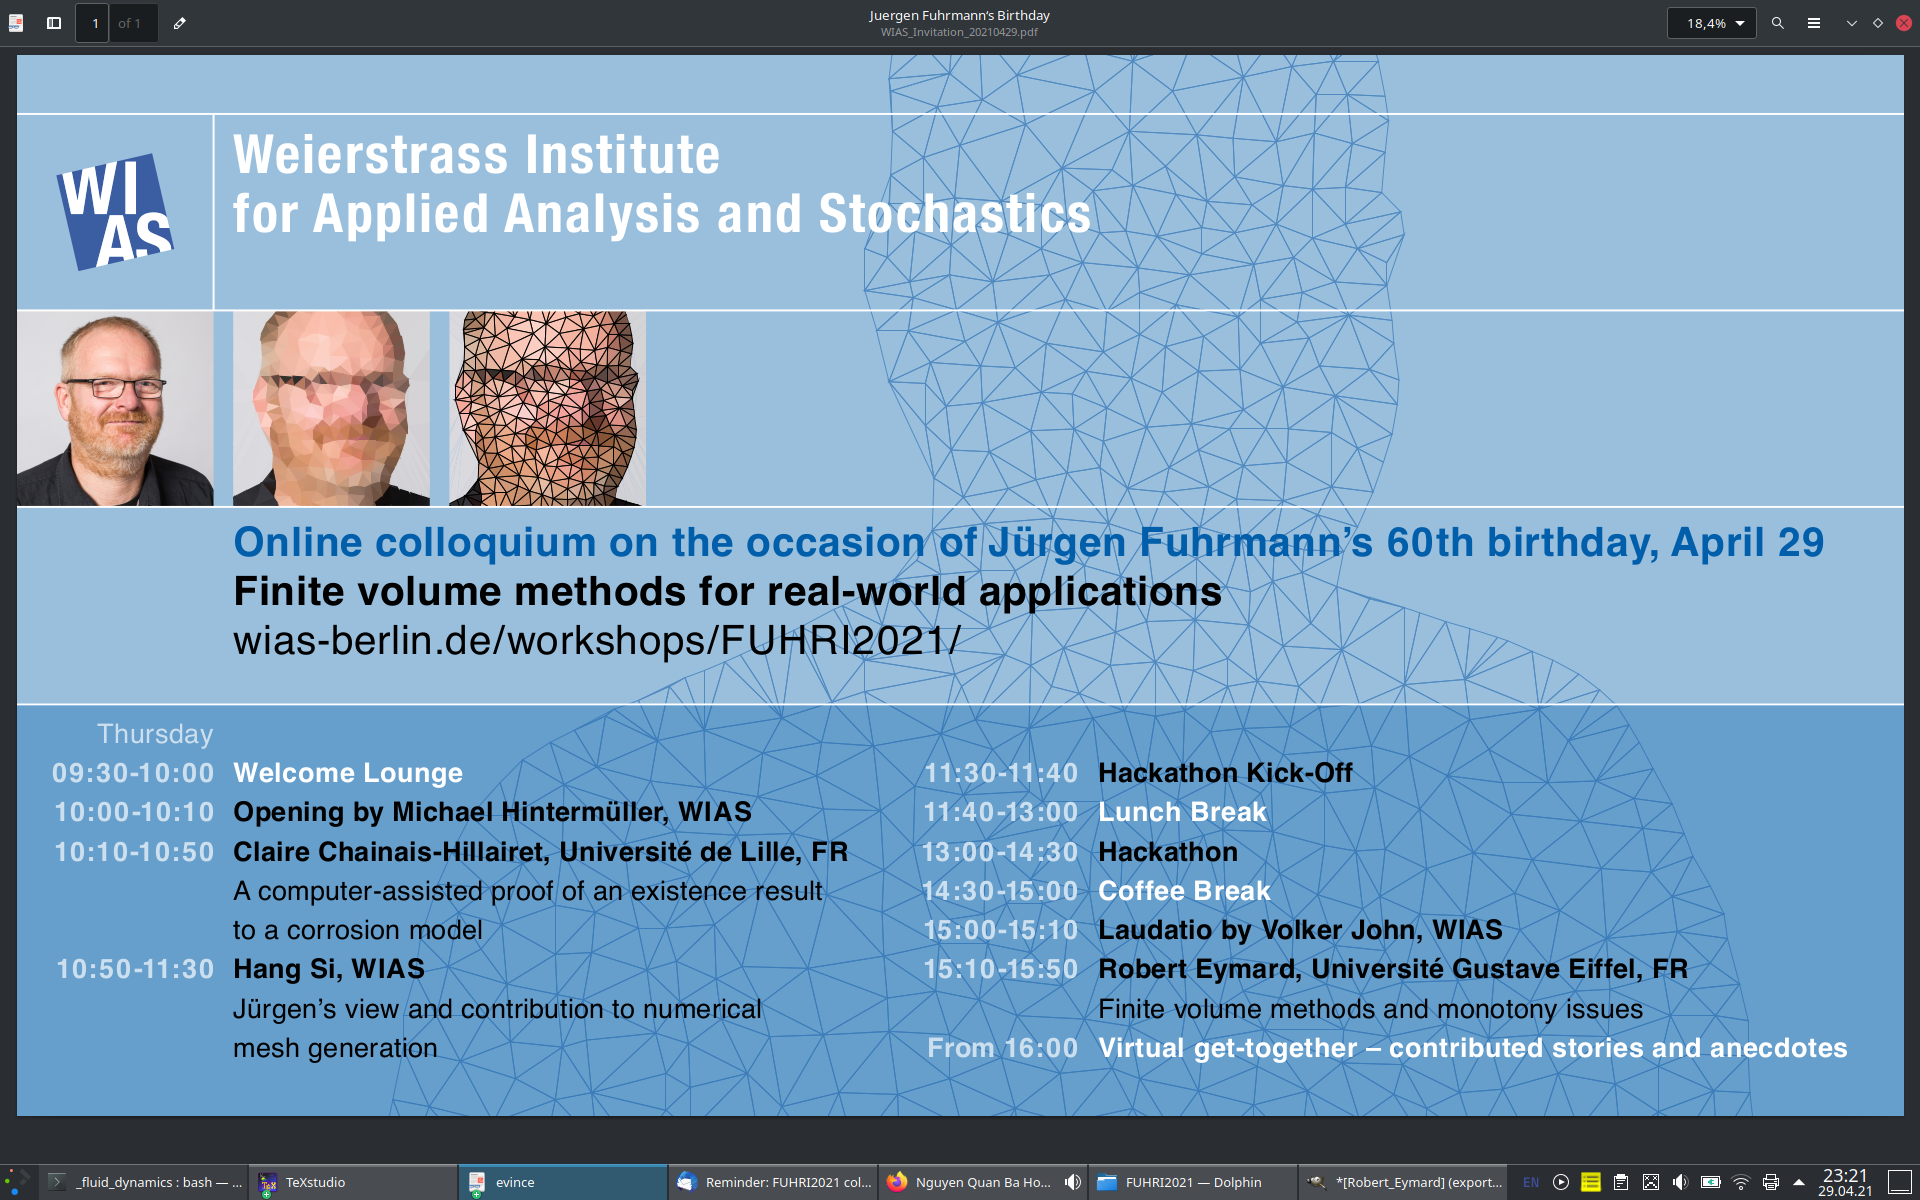 1
of 1
Juergen Fuhrmann's Birthday
WIAS_Invitation_20210429.pdf
18,4%
WI
AS
Weierstrass Institute
for Applied Analysis and Stochastics
Online colloquium on the occasion of Jürgen Fuhrmann’s 60th birthday, April 29
Finite volume methods for real-world applications
wias-berlin.de/workshops/FUHRI2021/
Thursday
09:30-10:00 Welcome Lounge
10:00-10:10 Opening by Michael Hintermüller, WIAS
10:10-10:50 Claire Chainais-Hillairet, Université de Lille, FR
A computer-assisted proof of an existence result
to a corrosion model
10:50-11:30 Hang Si, WIAS
Jürgen’s view and contribution to numerical
mesh generation
11:30-11:40 Hackathon Kick-Off
11:40-13:00 Lunch Break
13:00-14:30 Hackathon
14:30-15:00 Coffee Break
15:00-15:10 Laudatio by Volker John, WIAS
15:10-15:50 Robert Eymard, Université Gustave Eiffel, FR
Finite volume methods and monotony issues
From 16:00 Virtual get-together – contributed stories and anecdotes
_fluid_dynamics : bash — ...
TeXstudio
evince
Reminder: FUHRI2021 col...
Nguyen Quan Ba Ho...
FUHRI2021 — Dolphin
*[Robert_Eymard] (export...
EN
23:21
29.04.21